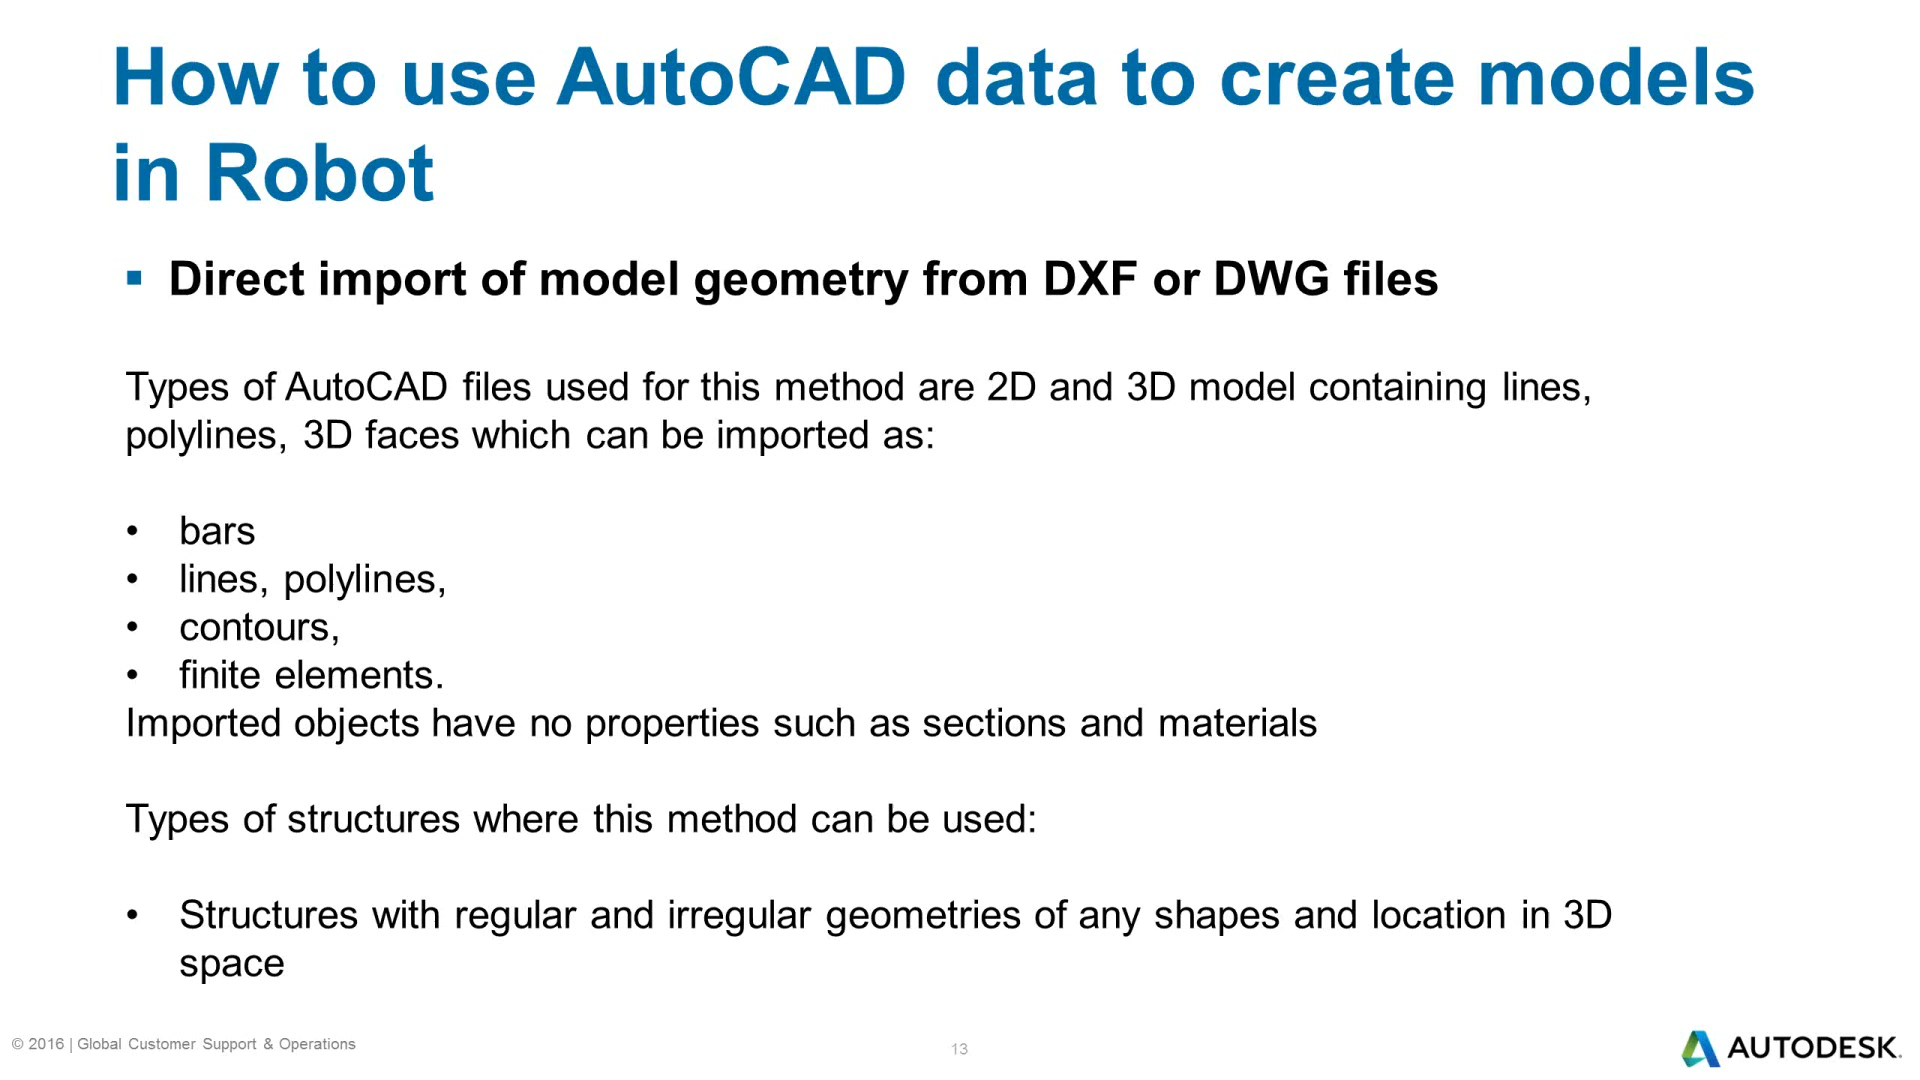 How to use AutoCAD data to create models
in Robot
▪ Direct import of model geometry from DXF or DWG files
Types of AutoCAD files used for this method are 2D and 3D model containing lines,
polylines, 3D faces which can be imported as:
• bars
• lines, polylines,
• contours,
• finite elements.
Imported objects have no properties such as sections and materials
Types of structures where this method can be used:
• Structures with regular and irregular geometries of any shapes and location in 3D
space
© 2016 | Global Customer Support & Operations
13
AUTODESK.